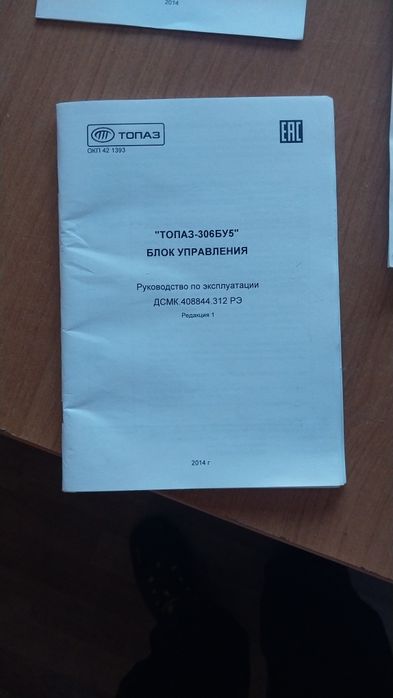 2014
ТОПАЗ
ЕАС
ОКП 42 1393
"ТОПАЗ-306БУ5"
БЛОК УПРАВЛЕНИЯ
Руководство по эксплуатации
ДСМК.408844.312 РЭ
Редакция 1
2014 г